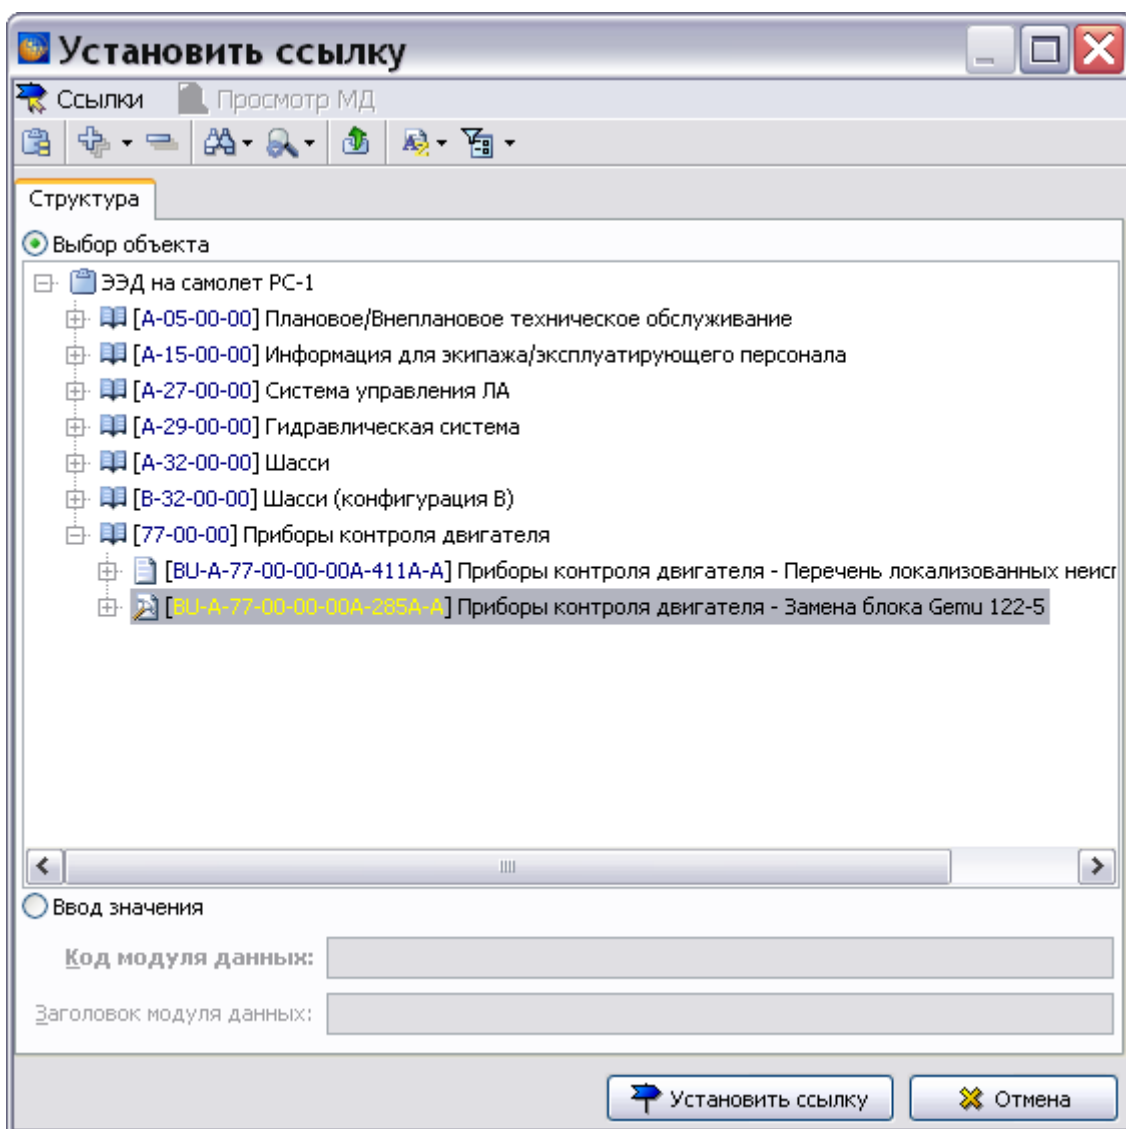 Установить ссылку
Ссылки Просмотр МД
Структура
Выбор объекта
ЭЭД на самолет РС-1
[A-05-00-00] Плановое/Внеплановое техническое обслуживание
[A-15-00-00] Информация для экипажа/эксплуатирующего персонала
[A-27-00-00] Система управления ЛА
[A-29-00-00] Гидравлическая система
[A-32-00-00] Шасси
[B-32-00-00] Шасси (конфигурация B)
[77-00-00] Приборы контроля двигателя
[BU-A-77-00-00-00A-411A-A] Приборы контроля двигателя - Перечень локализованных неисп
[BU-A-77-00-00-00A-285A-A] Приборы контроля двигателя - Замена блока Gemu 122-5
Ввод значения
Код модуля данных:
Заголовок модуля данных:
Установить ссылку Отмена